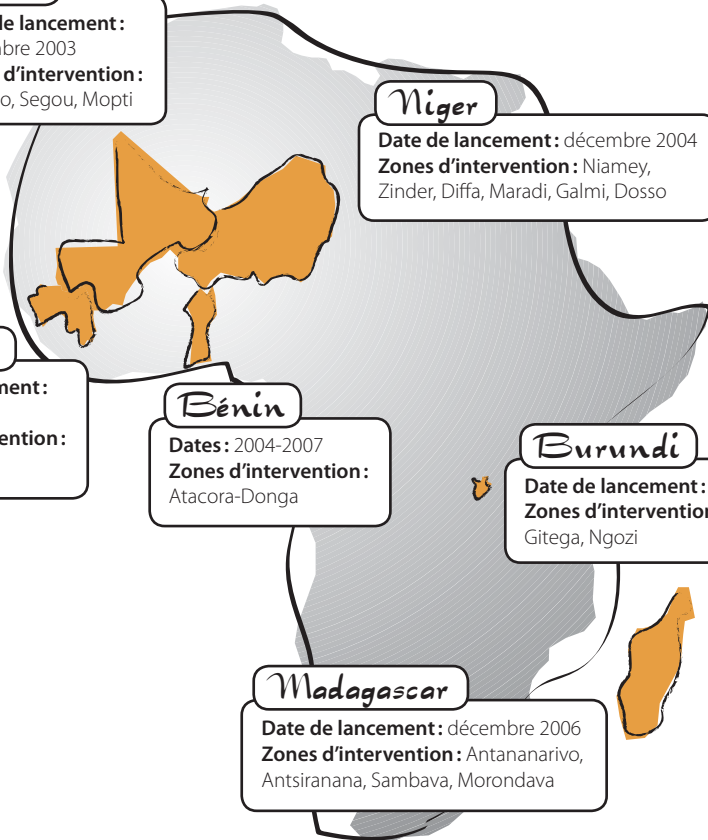 de lancement :
bre 2003
d'intervention :
o, Segou, Mopti
Niger
Date de lancement : décembre 2004
Zones d'intervention : Niamey,
Zinder, Diffa, Maradi, Galmi, Dosso
ment :
ention :
Bénin
Dates : 2004-2007
Zones d'intervention :
Atacora-Donga
Burundi
Date de lancement :
Zones d'intervention
Gitega, Ngozi
Madagascar
Date de lancement : décembre 2006
Zones d'intervention : Antananarivo,
Antsiranana, Sambava, Morondava